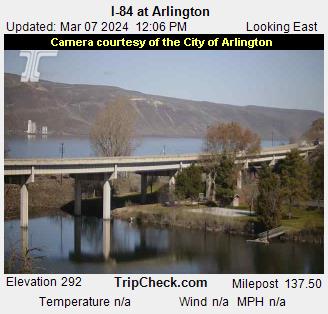 I-84 at Arlington
Updated: Mar 07 2024 12:06 PM Looking East
Camera courtesy of the City of Arlington
Elevation 292 TripCheck.com Milepost 137.50
Temperature n/a Wind n/a MPH n/a